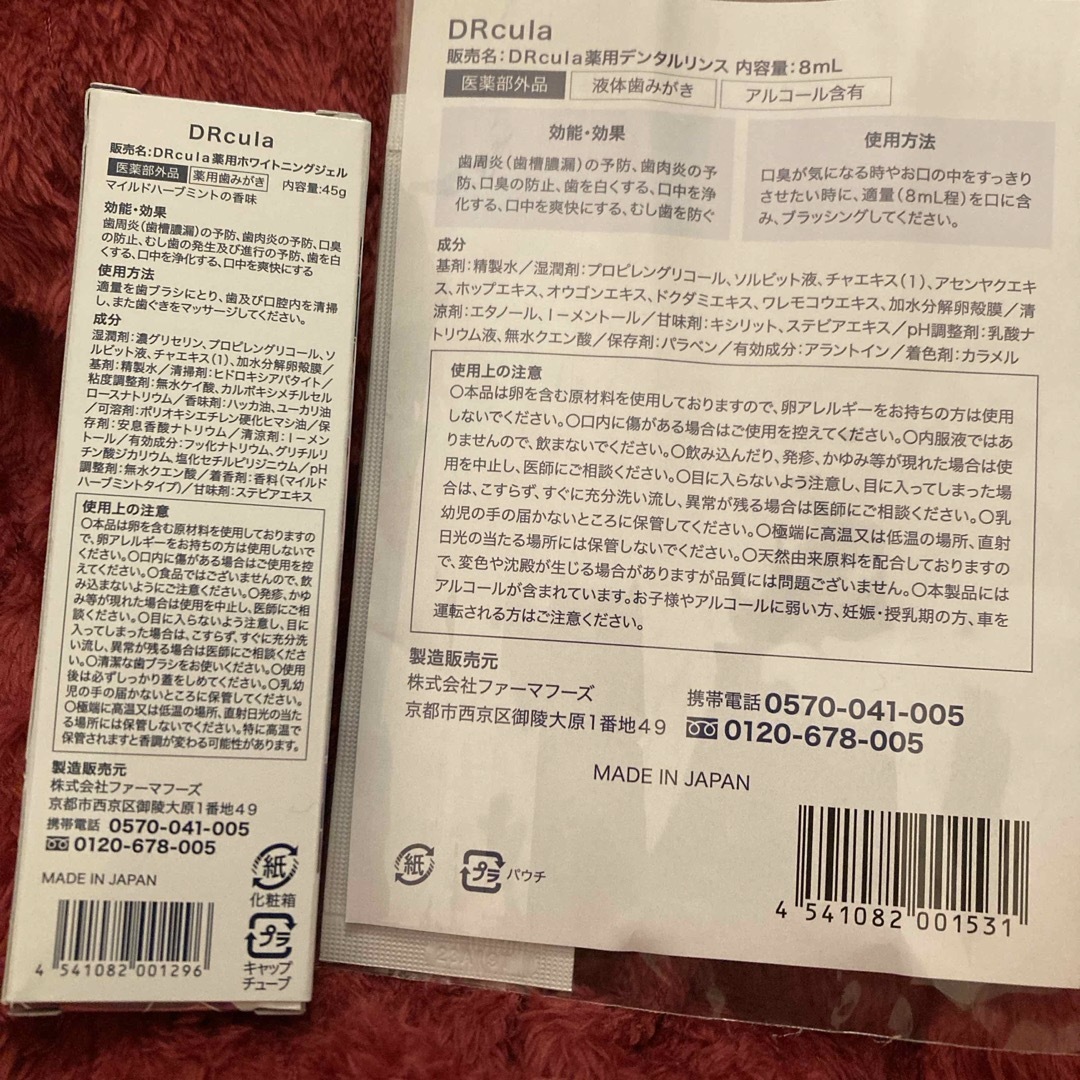 DRcula
販売名:DRcula薬用ホワイトニングジェル
医薬部外品 薬用歯みがき 内容量:45g
マイルドハーブミントの香味
効能・効果
歯周炎(歯槽膿漏)の予防、歯肉炎の予防、口臭
の防止、むし歯の発生及び進行の予防、歯を白
くする、口中を浄化する、口中を爽快にする
使用方法
適量を歯ブラシにとり、歯及び口腔内を清掃
し、また歯ぐきをマッサージしてください。
成分
湿潤剤:濃グリセリン、プロピレングリコール、ソ
ルビット液、チャエキス(1)、加水分解卵殻膜/
基剤:精製水/清掃剤:ヒドロキシアパタイト/
粘度調整剤:無水ケイ酸、カルボキシメチルセル
ロースナトリウム/香味剤:ハッカ油、ユーカリ油
/可溶剤:ポリオキシエチレン硬化ヒマシ油/保
存剤:安息香酸ナトリウム/清涼剤:l-メン
トール/有効成分:フッ化ナトリウム、グリチルリ
チン酸ジカリウム、塩化セチルピリジニウム/pH
調整剤:無水クエン酸/着香剤:香料(マイルド
ハーブミントタイプ)/甘味剤:ステビアエキス
使用上の注意
〇本品は卵を含む原材料を使用しておりますの
で、卵アレルギーをお持ちの方は使用しないで
ください。〇口内に傷がある場合はご使用を控
えてください。〇食品ではございませんので、飲
み込まないようにご注意ください。〇発疹、かゆ
み等が現れた場合は使用を中止し、医師にご相
談ください。〇目に入らないよう注意し、目に
入ってしまった場合は、こすらず、すぐに充分洗
い流し、異常が残る場合は医師にご相談くださ
い。〇清潔な歯ブラシをお使いください。〇使用
後は必ずしっかり蓋をしめてください。〇乳幼
児の手の届かないところに保管してください。
〇極端に高温又は低温の場所、直射日光の当た
る場所には保管しないでください。特に高温で
保管されますと香調が変わる可能性があります。
製造販売元
株式会社ファーマフーズ
京都市西京区御陵大原1番地49
携帯電話 0570-041-005
0120-678-005
MADE IN JAPAN
紙
化粧箱
プラ
キャップ
チューブ
4 541082 001296
DRcula
販売名:DRcula薬用デンタルリンス 内容量:8mL
医薬部外品 液体歯みがき アルコール含有
効能・効果
歯周炎(歯槽膿漏)の予防、歯肉炎の予
防、口臭の防止、歯を白くする、口中を浄
化する、口中を爽快にする、むし歯を防ぐ
使用方法
口臭が気になる時やお口の中をすっきり
させたい時に、適量(8mL程)を口に含
み、ブラッシングしてください。
成分
基剤:精製水/湿潤剤:プロピレングリコール、ソルビット液、チャエキス(1)、アセンヤクエキ
ス、ホップエキス、オウゴンエキス、ドクダミエキス、ワレモコウエキス、加水分解卵殻膜/清
涼剤:エタノール、l-メントール/甘味剤:キシリット、ステビアエキス/pH調整剤:乳酸ナ
トリウム液、無水クエン酸/保存剤:パラベン/有効成分:アラントイン/着色剤:カラメル
使用上の注意
〇本品は卵を含む原材料を使用しておりますので、卵アレルギーをお持ちの方は使用
しないでください。〇口内に傷がある場合はご使用を控えてください。〇内服液ではあ
りませんので、飲まないでください。〇飲み込んだり、発疹、かゆみ等が現れた場合は使
用を中止し、医師にご相談ください。〇目に入らないよう注意し、目に入ってしまった場
合は、こすらず、すぐに充分洗い流し、異常が残る場合は医師にご相談ください。〇乳
幼児の手の届かないところに保管してください。〇極端に高温又は低温の場所、直射
日光の当たる場所には保管しないでください。〇天然由来原料を配合しておりますの
で、変色や沈殿が生じる場合がありますが品質には問題ございません。〇本製品には
アルコールが含まれています。お子様やアルコールに弱い方、妊娠・授乳期の方、車を
運転される方はご注意ください。
製造販売元
株式会社ファーマフーズ
京都市西京区御陵大原1番地49
携帯電話 0570-041-005
0120-678-005
MADE IN JAPAN
紙
プラ パウチ
4 541082 001531